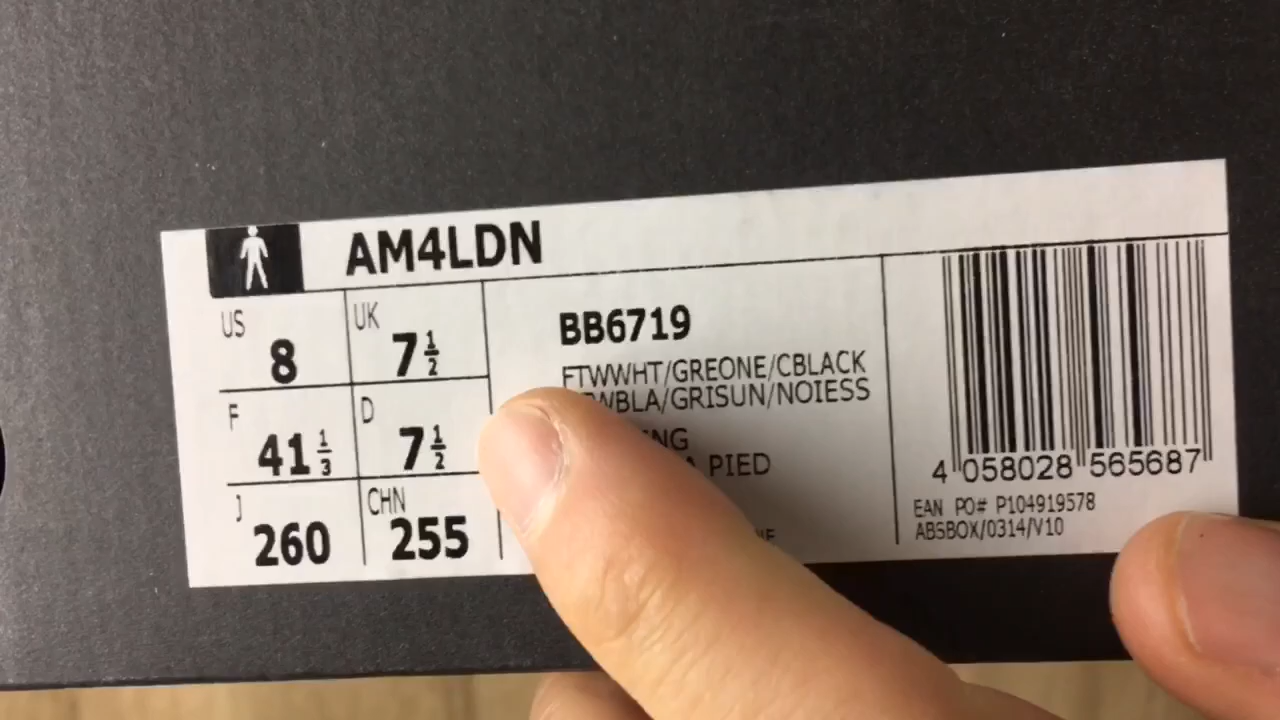 AM4LDN
US 8
UK 7 1/2
F 41 1/3
D 7 1/2
J 260
CHN 255
BB6719
FTWWHT/GREONE/CBLACK
/GRISUN/NOIESS
PIED
4 058028 565687
EAN PO# P104919578
ABSBOX/0314/V10